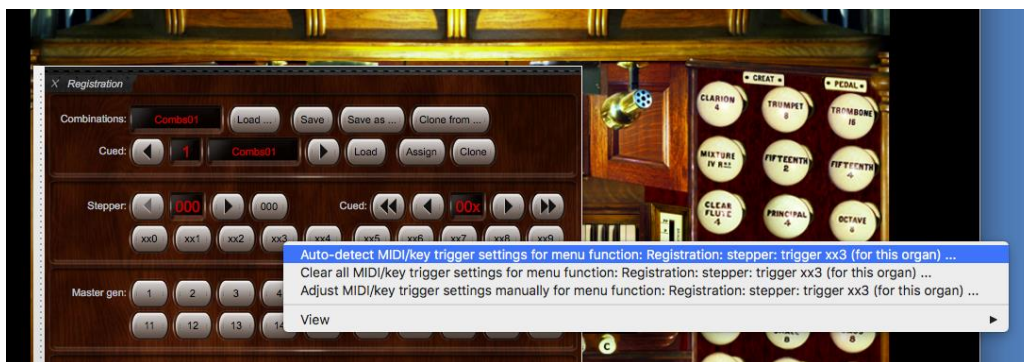 X Registration
Combinations: Combs01 Load ... Save Save as ... Clone from ...
Cued: 1 Combs01 Load Assign Clone
Stepper: 000 000 Cued: 00x
xx0 xx1 xx2 xx3 xx4 xx5 xx6 xx7 xx8 xx9
Master gen: 1 2 3 4
11 12 13 14
Auto-detect MIDI/key trigger settings for menu function: Registration: stepper: trigger xx3 (for this organ) ...
Clear all MIDI/key trigger settings for menu function: Registration: stepper: trigger xx3 (for this organ) ...
Adjust MIDI/key trigger settings manually for menu function: Registration: stepper: trigger xx3 (for this organ) ...
View
• GREAT •
• PEDAL •
CLARION
4
TRUMPET
8
TROMBONE
16
MIXTURE
IV RKS
FIFTEENTH
2
FIFTEENTH
4
CLEAR
FLUTE
4
PRINCIPAL
4
OCTAVE
4
C
8
8